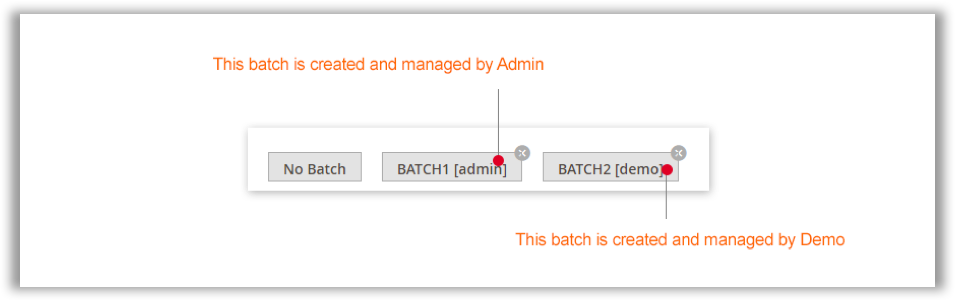 This batch is created and managed by Admin
No Batch
BATCH1 [admin]
BATCH2 [demo]
This batch is created and managed by Demo